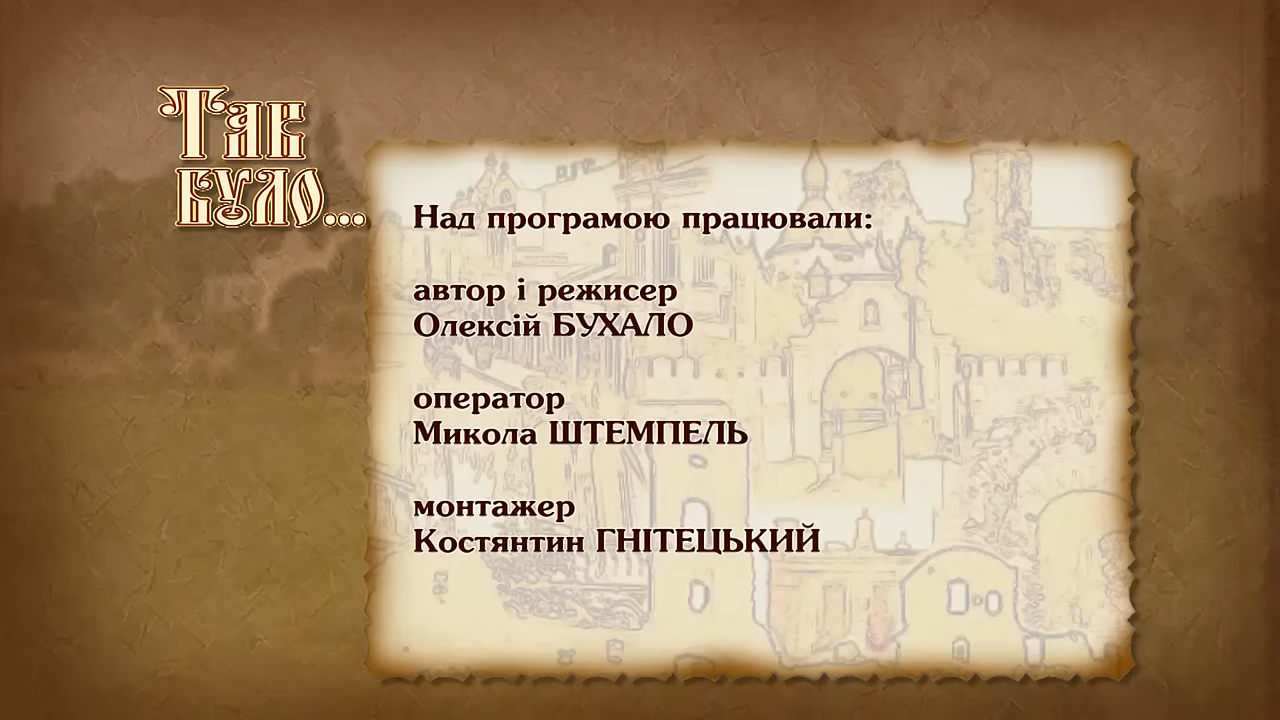 Так
було...
Над програмою працювали:
автор і режисер
Олексій БУХАЛО
оператор
Микола ШТЕМПЕЛЬ
монтажер
Костянтин ГНІТЕЦЬКИЙ